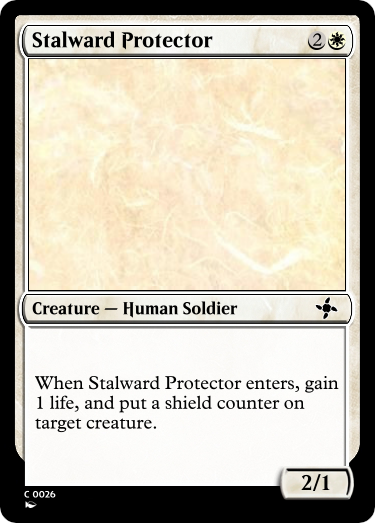 Stalward Protector 2
Creature — Human Soldier
When Stalward Protector enters, gain
1 life, and put a shield counter on
target creature.
2/1
C 0026